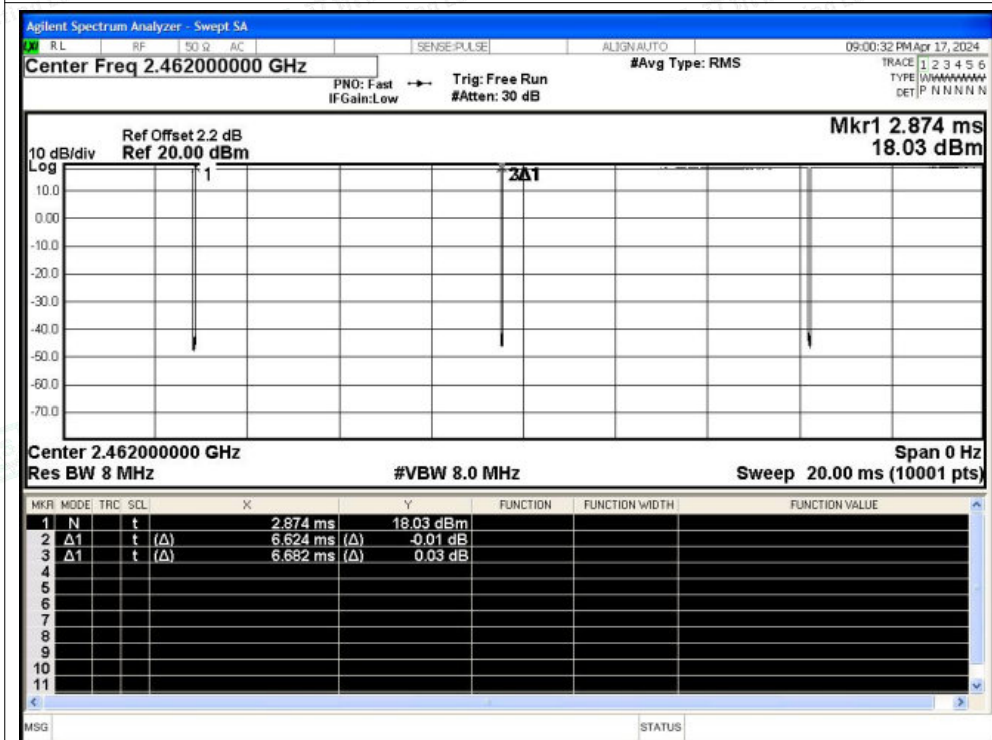 Agilent Spectrum Analyzer - Swept SA
LXI RL RF 50 Ω AC SENSE:PULSE ALIGN AUTO 09:00:32 PM Apr 17, 2024
Center Freq 2.462000000 GHz #Avg Type: RMS TRACE 1 2 3 4 5 6
PNO: Fast Trig: Free Run TYPE WWWWWW
IFGain:Low #Atten: 30 dB DET P N N N N N
Mkr1 2.874 ms
Ref Offset 2.2 dB
10 dB/div Ref 20.00 dBm 18.03 dBm
Log
1 3Δ1
10.0
0.00
-10.0
-20.0
-30.0
-40.0
-50.0
-60.0
-70.0
Center 2.462000000 GHz Span 0 Hz
Res BW 8 MHz #VBW 8.0 MHz Sweep 20.00 ms (10001 pts)
MKR MODE TRC SCL X Y FUNCTION FUNCTION WIDTH FUNCTION VALUE
1 N t 2.874 ms 18.03 dBm
2 Δ1 t (Δ) 6.624 ms (Δ) -0.01 dB
3 Δ1 t (Δ) 6.682 ms (Δ) 0.03 dB
4
5
6
7
8
9
10
11
MSG STATUS